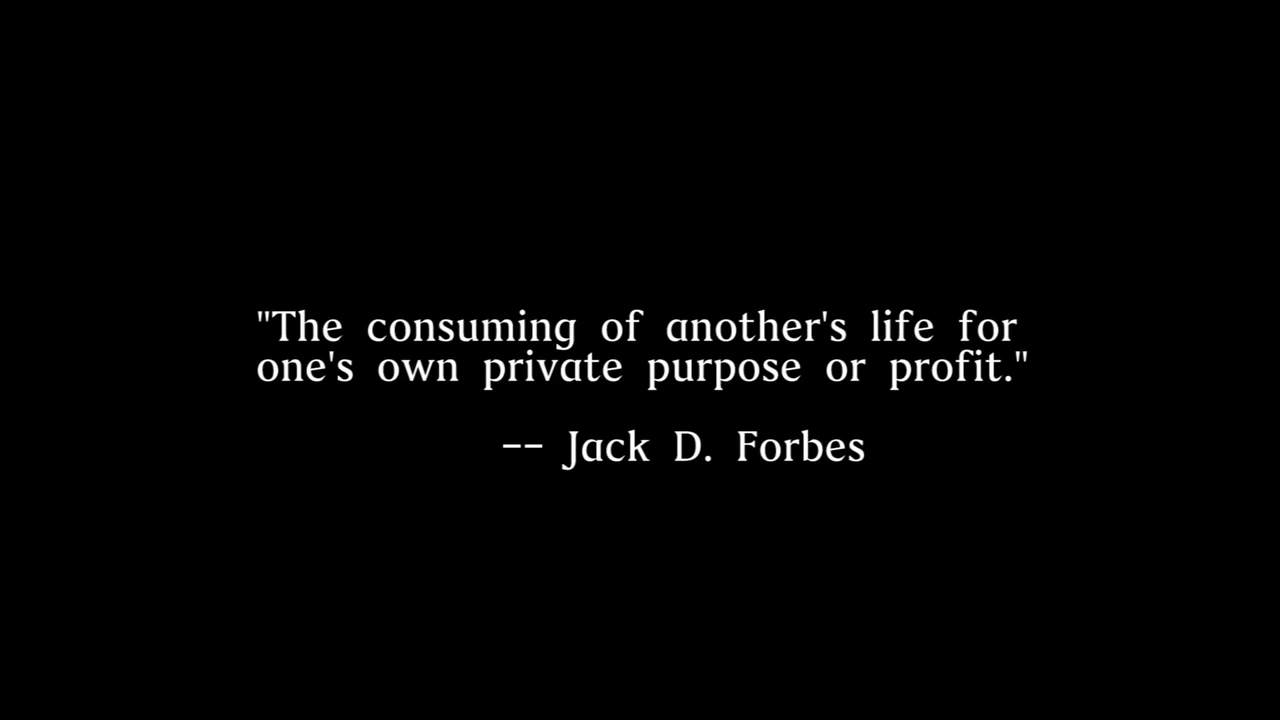 "The consuming of another's life for
one's own private purpose or profit."
-- Jack D. Forbes